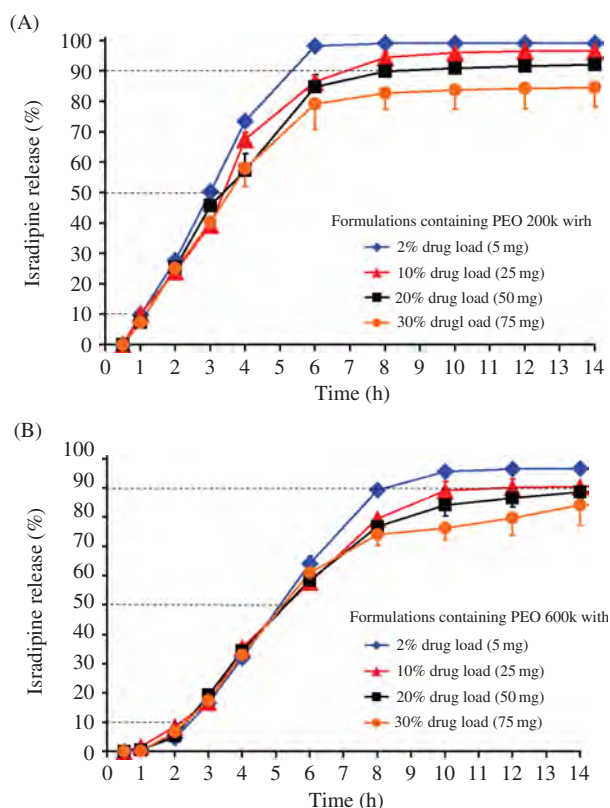 (A)
Isradipine release (%)
100
90
80
70
60
50
40
30
20
10
0
Formulations containing PEO 200k wirh
2% drug load (5 mg)
10% drug load (25 mg)
20% drug load (50 mg)
30% drugl oad (75 mg)
0 1 2 3 4 5 6 7 8 9 10 11 12 13 14
Time (h)
(B)
Isradipine release (%)
100
90
80
70
60
50
40
30
20
10
0
Formulations containing PEO 600k with
2% drug load (5 mg)
10% drug load (25 mg)
20% drug load (50 mg)
30% drug load (75 mg)
0 1 2 3 4 5 6 7 8 9 10 11 12 13 14
Time (h)